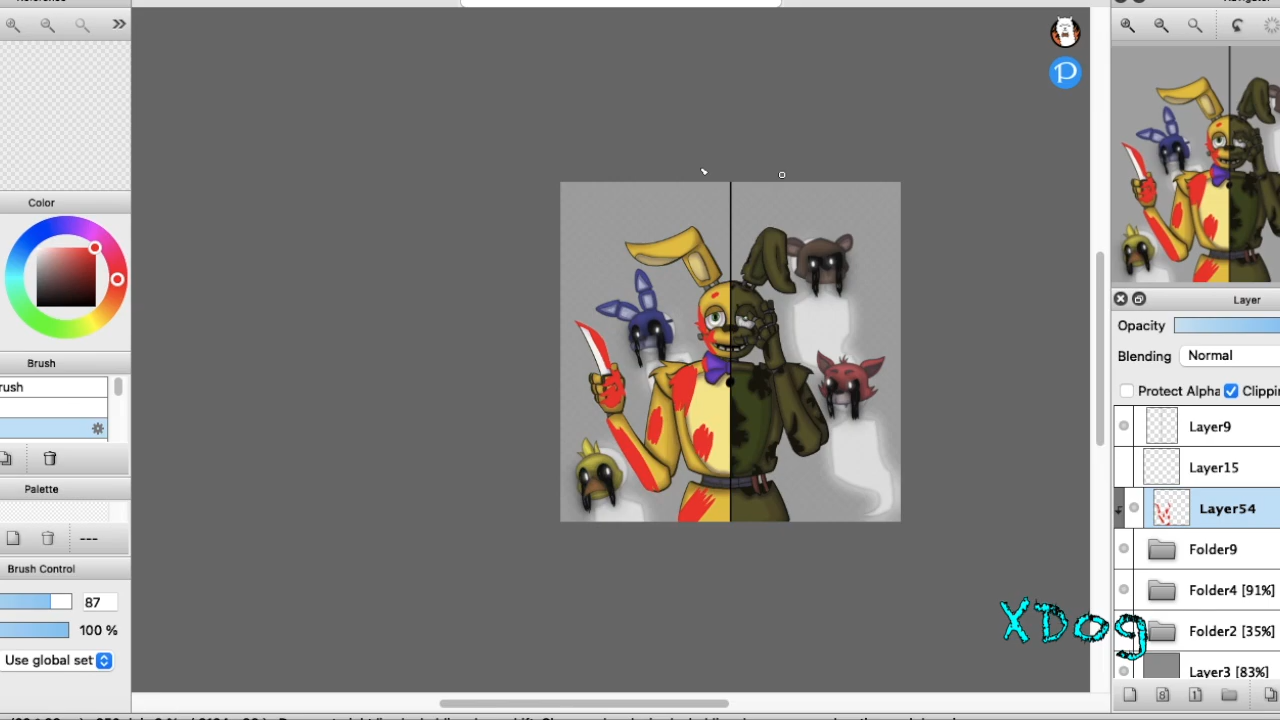 Color
Brush
rush
Palette
---
Brush Control
87
100 %
Use global set
P
Layer
Opacity
Blending Normal
Protect Alpha Clippi
Layer9
Layer15
Layer54
Folder9
Folder4 [91%]
Folder2 [35%]
Layer3 [83%]
XDog